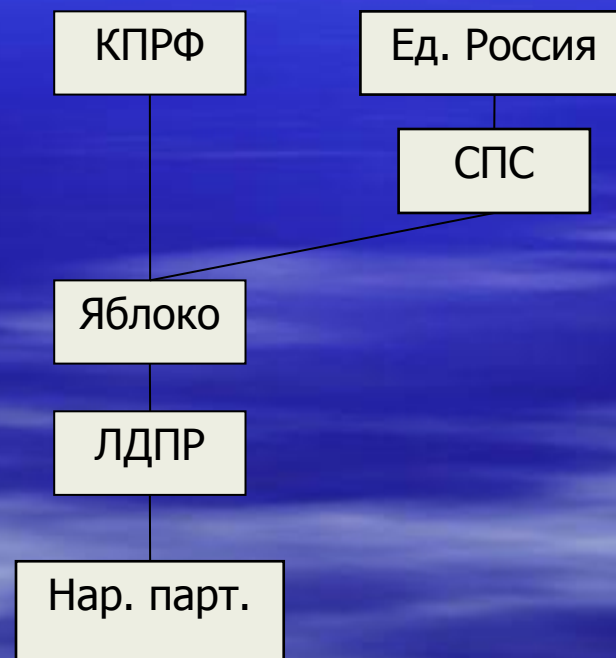 КПРФ
Ед. Россия
СПС
Яблоко
ЛДПР
Нар. парт.